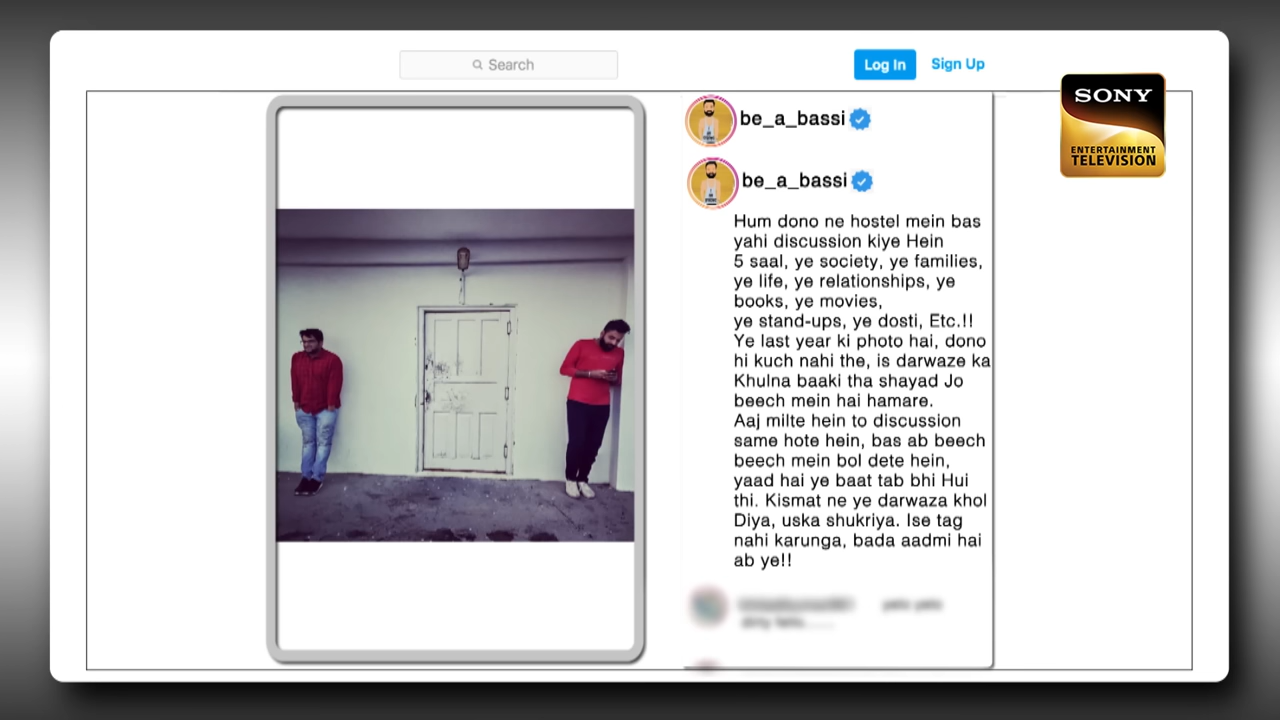 Search
Log In
Sign Up
SONY
ENTERTAINMENT
TELEVISION
be_a_bassi
be_a_bassi
Hum dono ne hostel mein bas
yahi discussion kiye Hein
5 saal, ye society, ye families,
ye life, ye relationships, ye
books, ye movies,
ye stand-ups, ye dosti, Etc.!!
Ye last year ki photo hai, dono
hi kuch nahi the, is darwaze ka
Khulna baaki tha shayad Jo
beech mein hai hamare.
Aaj milte hein to discussion
same hote hein, bas ab beech
beech mein bol dete hein,
yaad hai ye baat tab bhi Hui
thi. Kismat ne ye darwaza khol
Diya, uska shukriya. Ise tag
nahi karunga, bada aadmi hai
ab ye!!